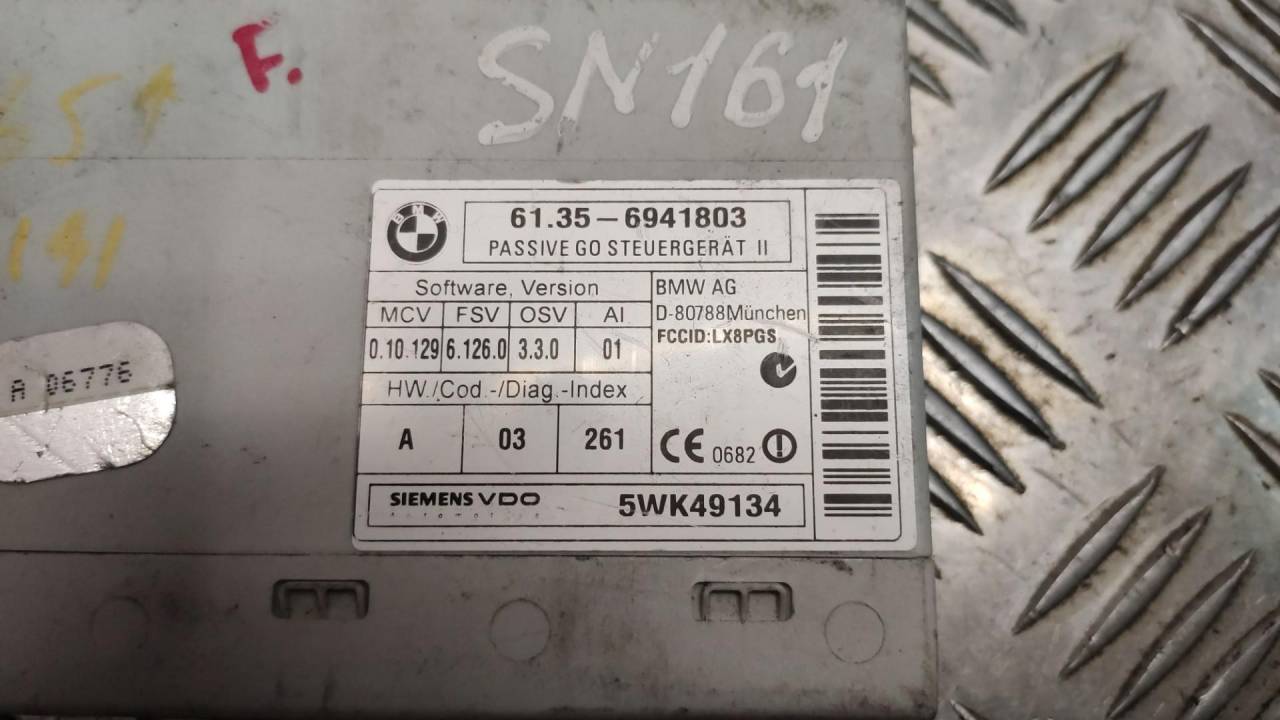 F.
SN161
BMW
61.35-6941803
PASSIVE GO STEUERGERÄT II
Software, Version
MCV FSV OSV AI
0.10.129 6.126.0 3.3.0 01
HW./Cod.-/Diag.-Index
A 03 261
BMW AG
D-80788München
FCCID:LX8PGS
CE 0682
SIEMENS VDO
Automotive
5WK49134
A 06776